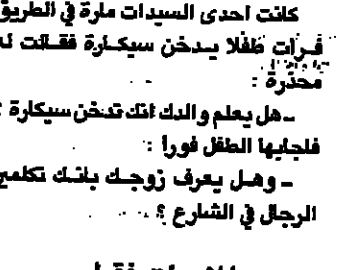 كانت احدى السيدات مارة في الطريق
فرأت طفلا يدخن سيكارة فقالت له
محذرة :
ـ هل يعلم والدك انك تدخن سيكارة ؟
فاجابها الطفل فورا :
ـ وهل يعرف زوجك بانك تكلمين
الرجال في الشارع ؟